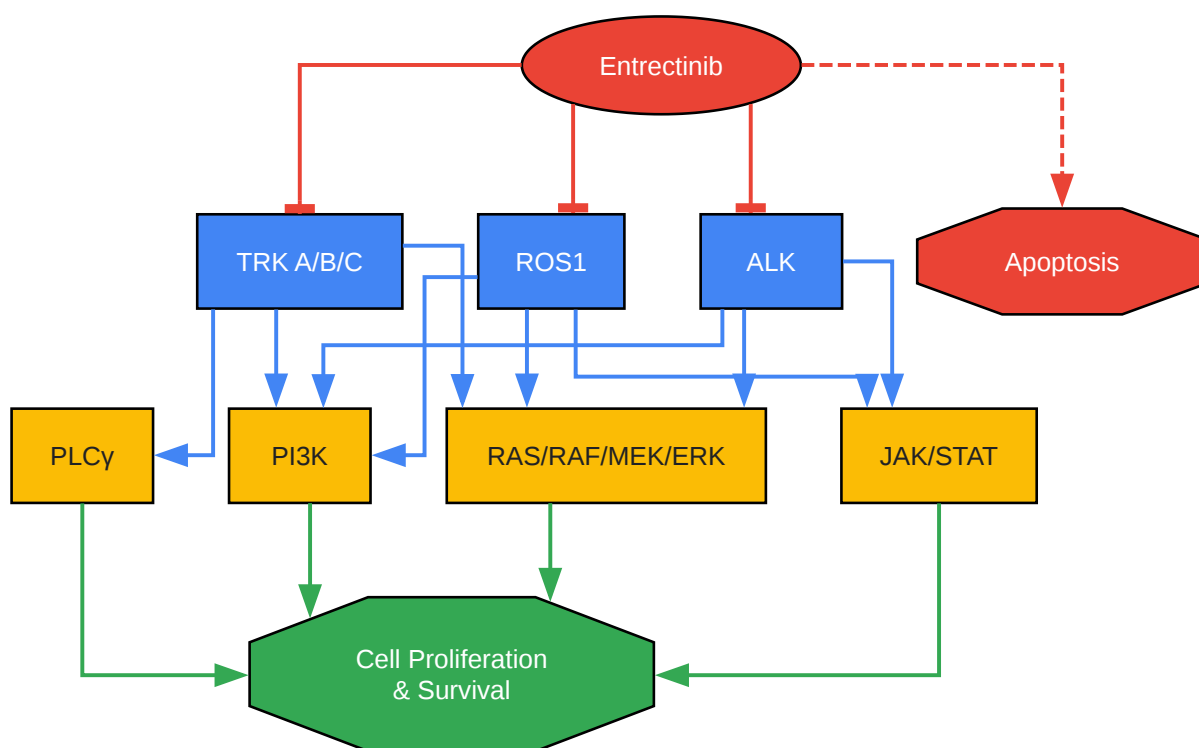 Entrectinib
TRK A/B/C
ROS1
ALK
Apoptosis
PLCγ
PI3K
RAS/RAF/MEK/ERK
JAK/STAT
Cell Proliferation
& Survival